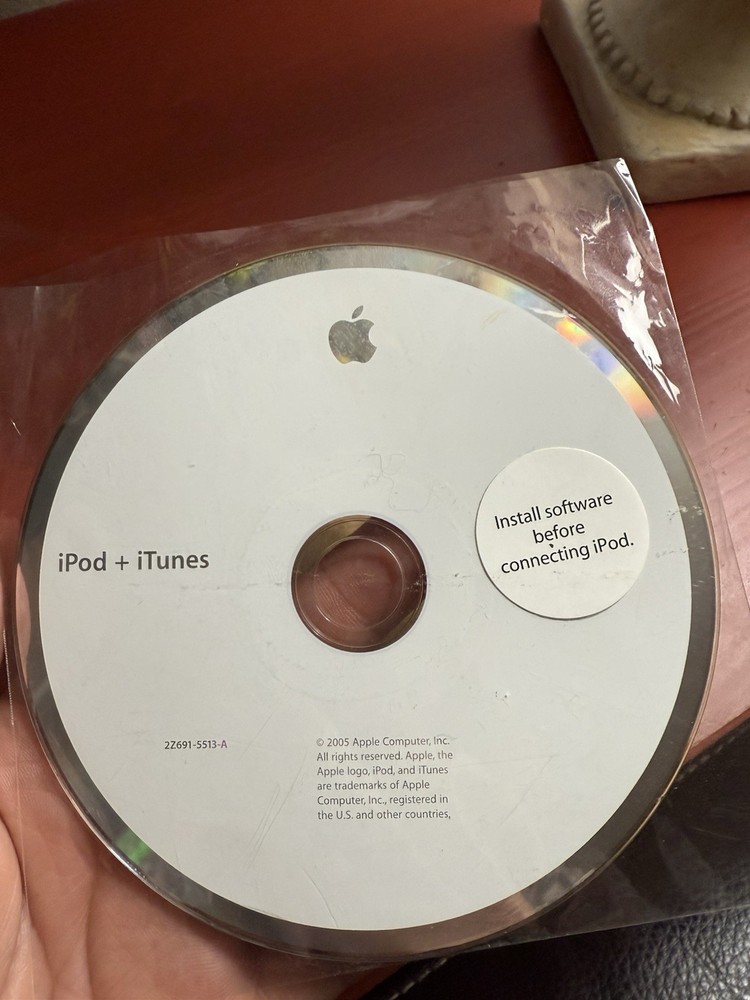 Install software
before
connecting iPod.
iPod + iTunes
2Z691-5513-A
© 2005 Apple Computer, Inc.
All rights reserved. Apple, the
Apple logo, iPod, and iTunes
are trademarks of Apple
Computer, Inc., registered in
the U.S. and other countries,